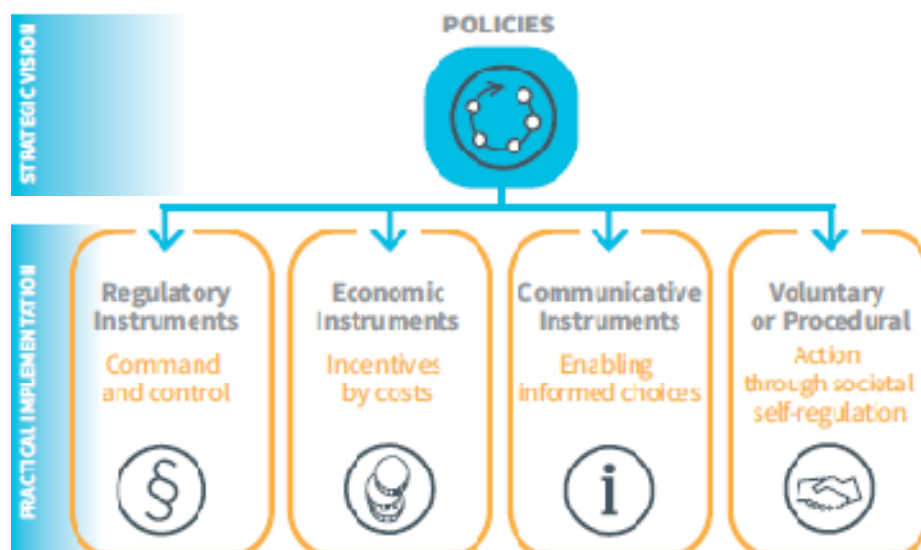 STRATEGIC VISION
POLICIES
PRACTICAL IMPLEMENTATION
Regulatory
Instruments
Command
and control
§
Economic
Instruments
Incentives
by costs
Communicative
Instruments
Enabling
informed choices
i
Voluntary
or Procedural
Action
through societal
self-regulation